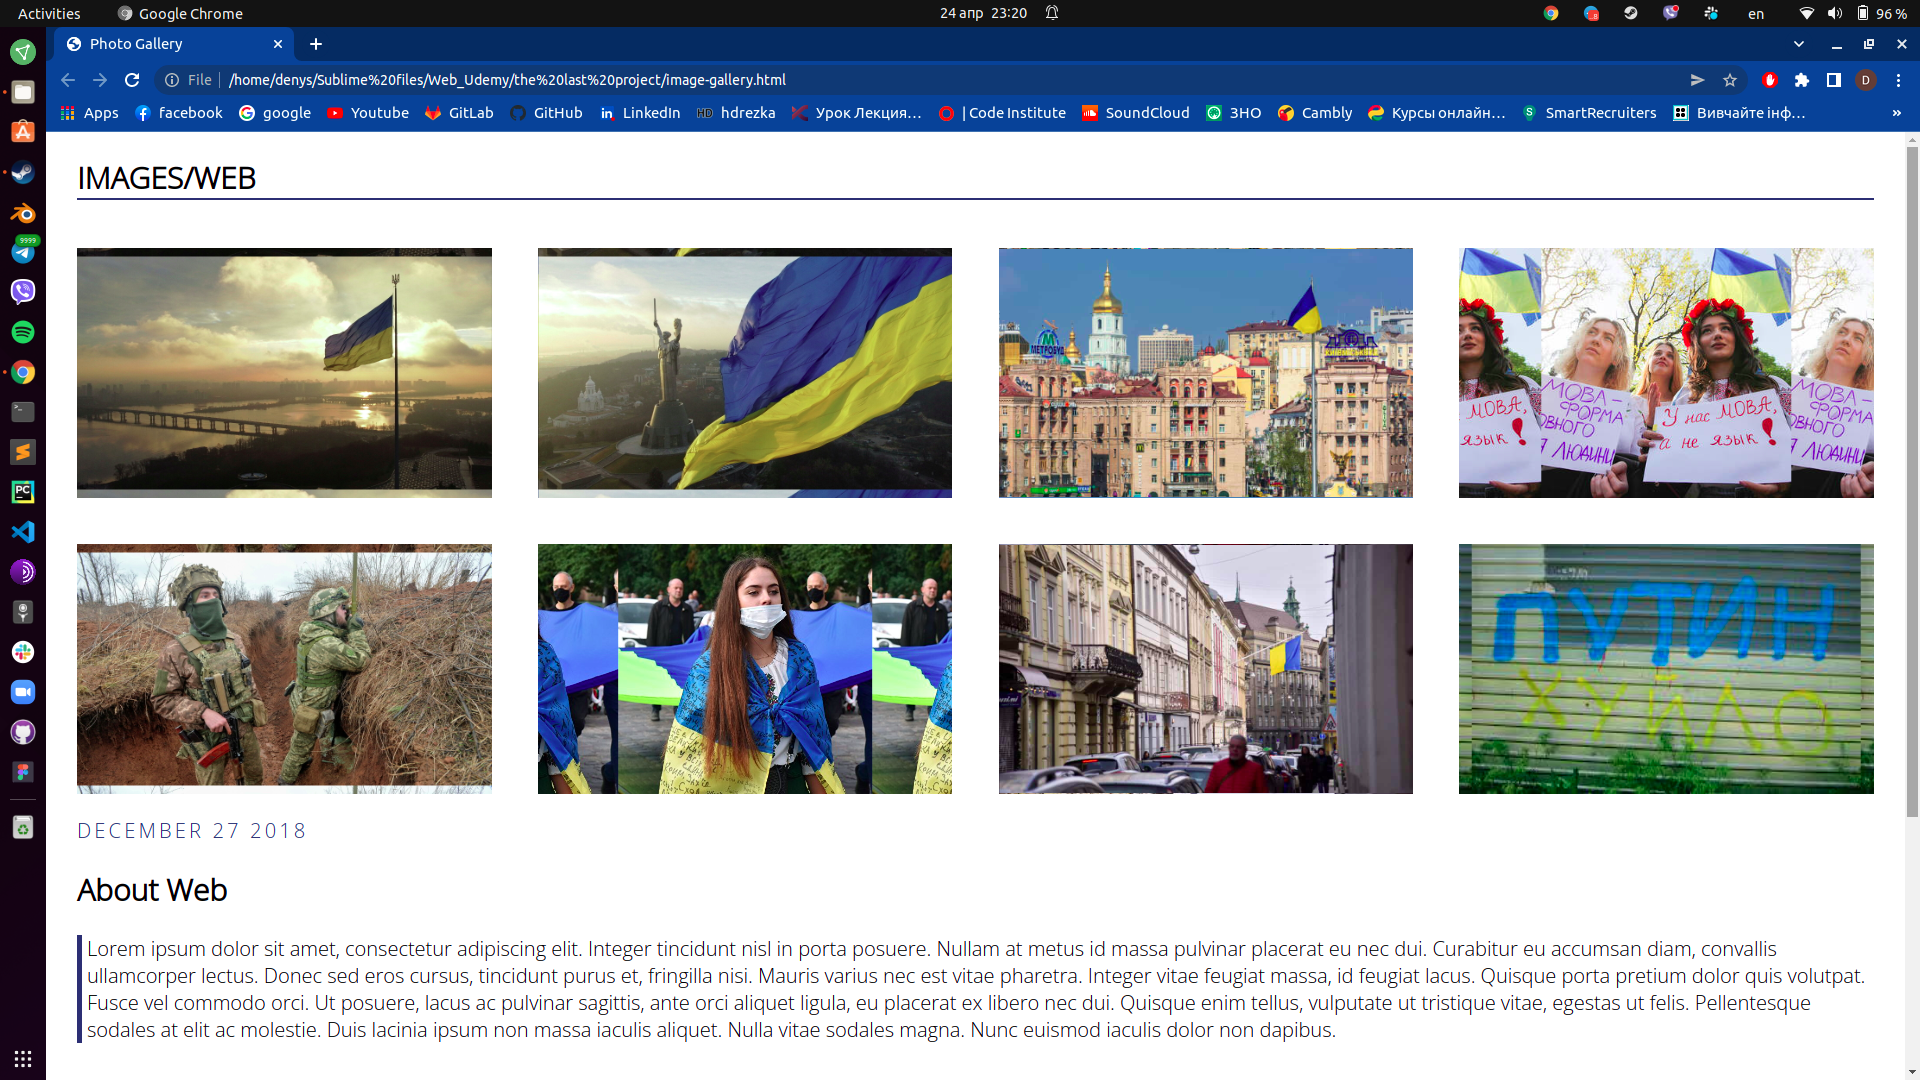 Activities
Google Chrome
24 апр 23:20
en
96 %
Photo Gallery
File
/home/denys/Sublime%20files/Web_Udemy/the%20last%20project/image-gallery.html
D
Apps
facebook
google
Youtube
GitLab
GitHub
LinkedIn
HD
hdrezka
Урок Лекция…
| Code Institute
SoundCloud
ЗНО
Cambly
Курсы онлайн…
SmartRecruiters
Вивчайте інф…
»
9999
PC
IMAGES/WEB
МЕТРОБУД
МОВА,
язык!
МОВА–
ФОРМА
ОВНОГО
Я ЛЮДИНИ
У нас МОВА,
а не язык!
МОВА–
ФОРМА
ОВНОГО
Я ЛЮДИНИ
ПУТИН
ХУЙЛО
DECEMBER 27 2018
About Web
Lorem ipsum dolor sit amet, consectetur adipiscing elit. Integer tincidunt nisl in porta posuere. Nullam at metus id massa pulvinar placerat eu nec dui. Curabitur eu accumsan diam, convallis
ullamcorper lectus. Donec sed eros cursus, tincidunt purus et, fringilla nisi. Mauris varius nec est vitae pharetra. Integer vitae feugiat massa, id feugiat lacus. Quisque porta pretium dolor quis volutpat.
Fusce vel commodo orci. Ut posuere, lacus ac pulvinar sagittis, ante orci aliquet ligula, eu placerat ex libero nec dui. Quisque enim tellus, vulputate ut tristique vitae, egestas ut felis. Pellentesque
sodales at elit ac molestie. Duis lacinia ipsum non massa iaculis aliquet. Nulla vitae sodales magna. Nunc euismod iaculis dolor non dapibus.